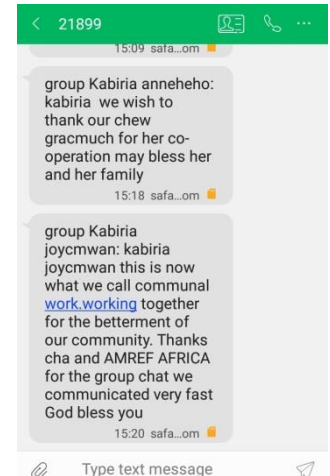 21899
15:09 safa...om
group Kabiria anneheho:
kabiria we wish to
thank our chew
gracmuch for her co-
operation may bless her
and her family
15:18 safa...om
group Kabiria
joycmwan: kabiria
joycmwan this is now
what we call communal
work.working together
for the betterment of
our community. Thanks
cha and AMREF AFRICA
for the group chat we
communicated very fast
God bless you
15:20 safa...om
Type text message